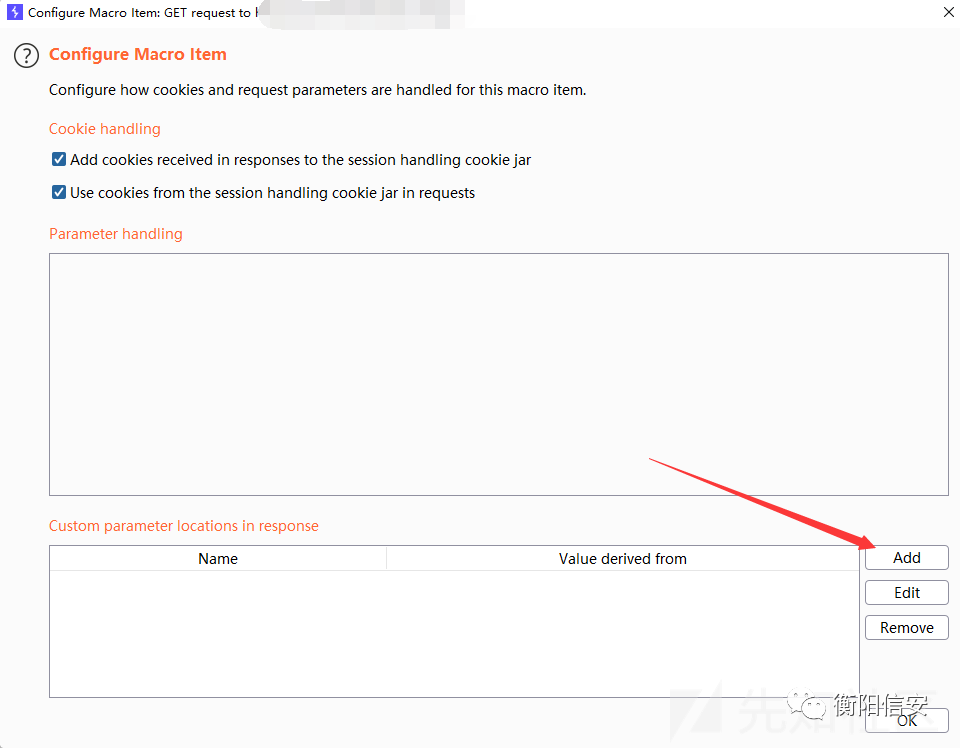 Configure Macro Item: GET request to
Configure Macro Item
Configure how cookies and request parameters are handled for this macro item.
Cookie handling
Add cookies received in responses to the session handling cookie jar
Use cookies from the session handling cookie jar in requests
Parameter handling
Custom parameter locations in response
Name Value derived from
Add
Edit
Remove
衡阳信安
OK
先知社区